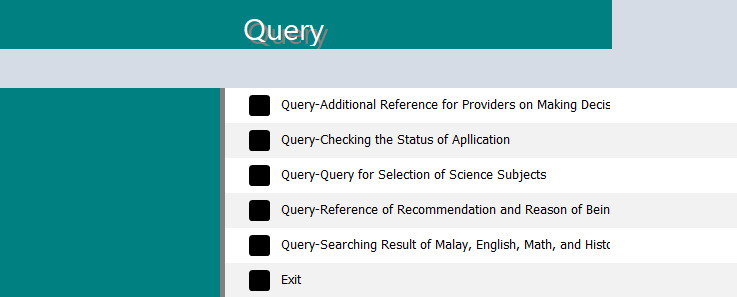 Query
Query-Additional Reference for Providers on Making Decis
Query-Checking the Status of Apllication
Query-Query for Selection of Science Subjects
Query-Reference of Recommendation and Reason of Bein
Query-Searching Result of Malay, English, Math, and Histo
Exit